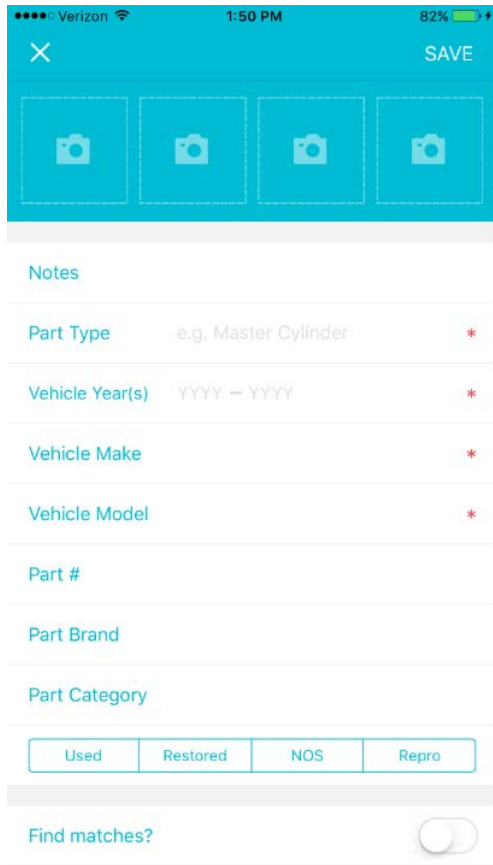 Verizon 1:50 PM 82%
SAVE
Notes
Part Type e.g. Master Cylinder *
Vehicle Year(s) YYYY – YYYY *
Vehicle Make *
Vehicle Model *
Part #
Part Brand
Part Category
Used Restored NOS Repro
Find matches?